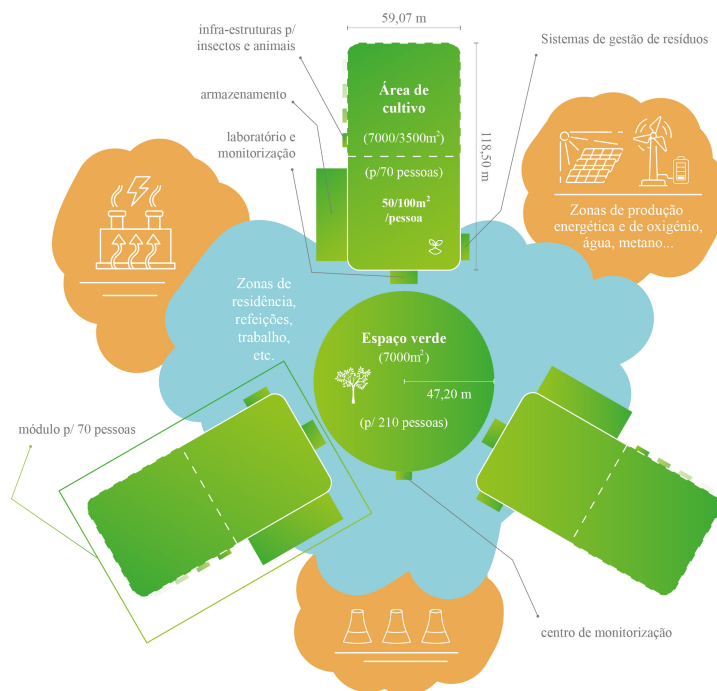 59,07 m
infra-estruturas p/
insectos e animais
Sistemas de gestão de resíduos
armazenamento
laboratório e
monitorização
Área de
cultivo
(7000/3500m²)
(p/70 pessoas)
50/100m²
/pessoa
118,50 m
Zonas de produção
energética e de oxigénio,
água, metano...
Zonas de
residência,
refeições,
trabalho,
etc.
Espaço verde
(7000m²)
47,20 m
(p/ 210 pessoas)
módulo p/ 70 pessoas
centro de monitorização